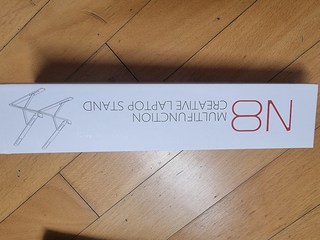 N8
MULTIFUNCTION
CREATIVE LAPTOP STAND